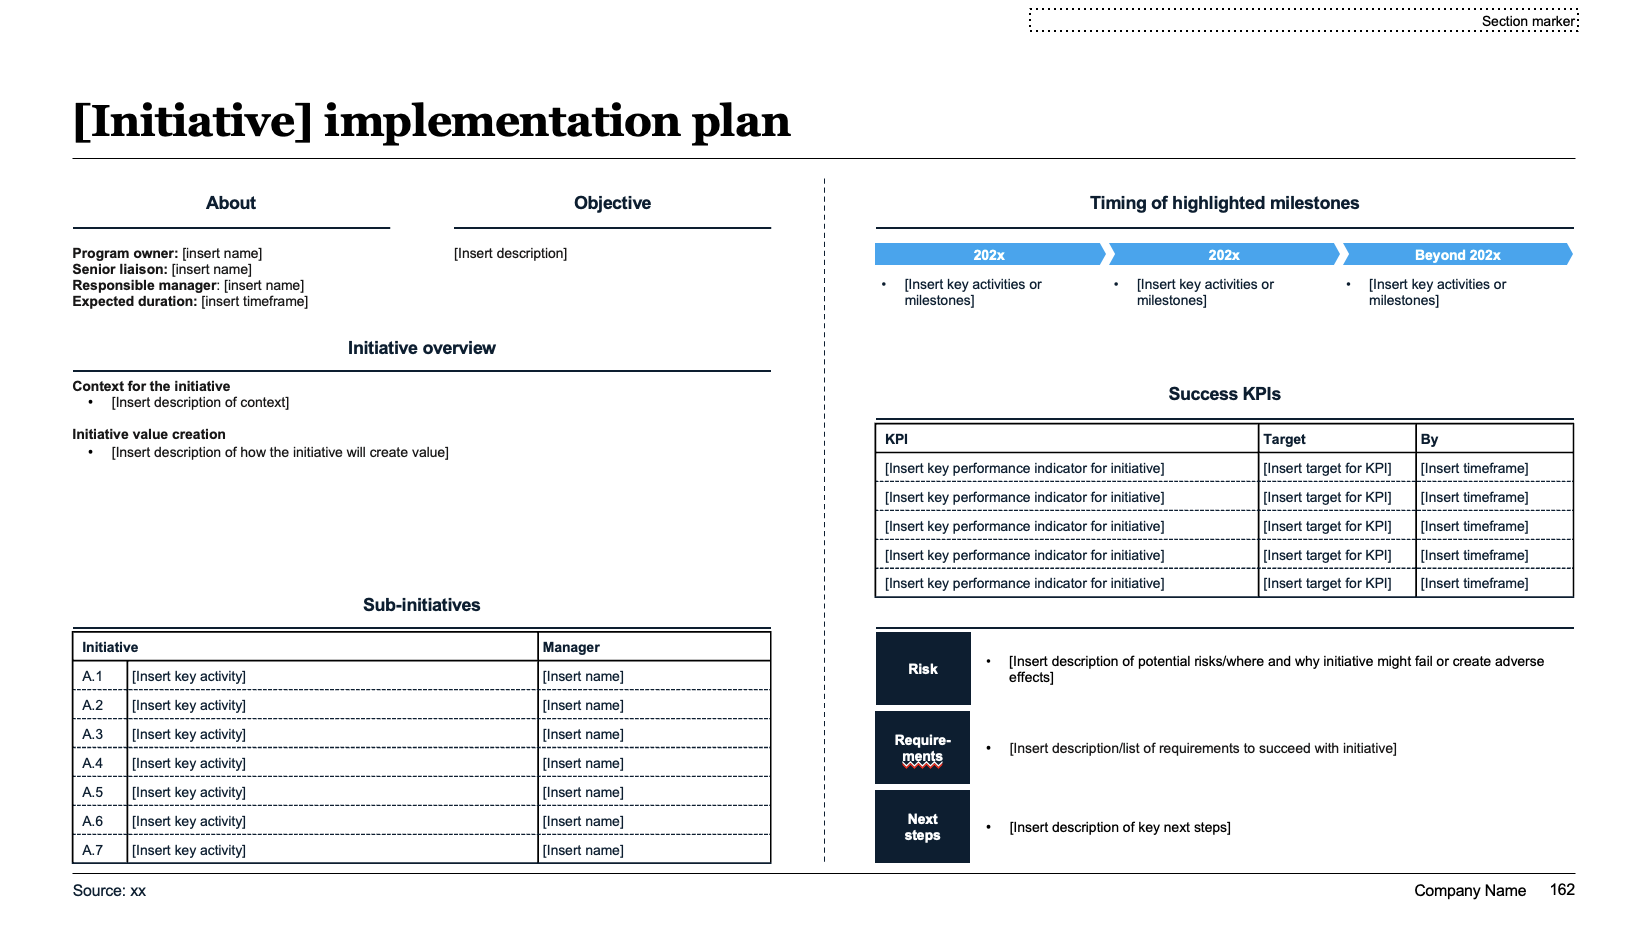 Section marker
[Initiative] implementation plan
About
Program owner: [insert name]
Senior liaison: [insert name]
Responsible manager: [insert name]
Expected duration: [insert timeframe]
Objective
[Insert description]
Initiative overview
Context for the initiative
• [Insert description of context]
Initiative value creation
• [Insert description of how the initiative will create value]
Sub-initiatives
Initiative Manager
A.1 [Insert key activity] [Insert name]
A.2 [Insert key activity] [Insert name]
A.3 [Insert key activity] [Insert name]
A.4 [Insert key activity] [Insert name]
A.5 [Insert key activity] [Insert name]
A.6 [Insert key activity] [Insert name]
A.7 [Insert key activity] [Insert name]
Timing of highlighted milestones
202x 202x Beyond 202x
• [Insert key activities or
milestones]
• [Insert key activities or
milestones]
• [Insert key activities or
milestones]
Success KPIs
KPI Target By
[Insert key performance indicator for initiative] [Insert target for KPI] [Insert timeframe]
[Insert key performance indicator for initiative] [Insert target for KPI] [Insert timeframe]
[Insert key performance indicator for initiative] [Insert target for KPI] [Insert timeframe]
[Insert key performance indicator for initiative] [Insert target for KPI] [Insert timeframe]
[Insert key performance indicator for initiative] [Insert target for KPI] [Insert timeframe]
Risk
• [Insert description of potential risks/where and why initiative might fail or create adverse
effects]
Require-
ments
• [Insert description/list of requirements to succeed with initiative]
Next
steps
• [Insert description of key next steps]
Source: xx
Company Name 162